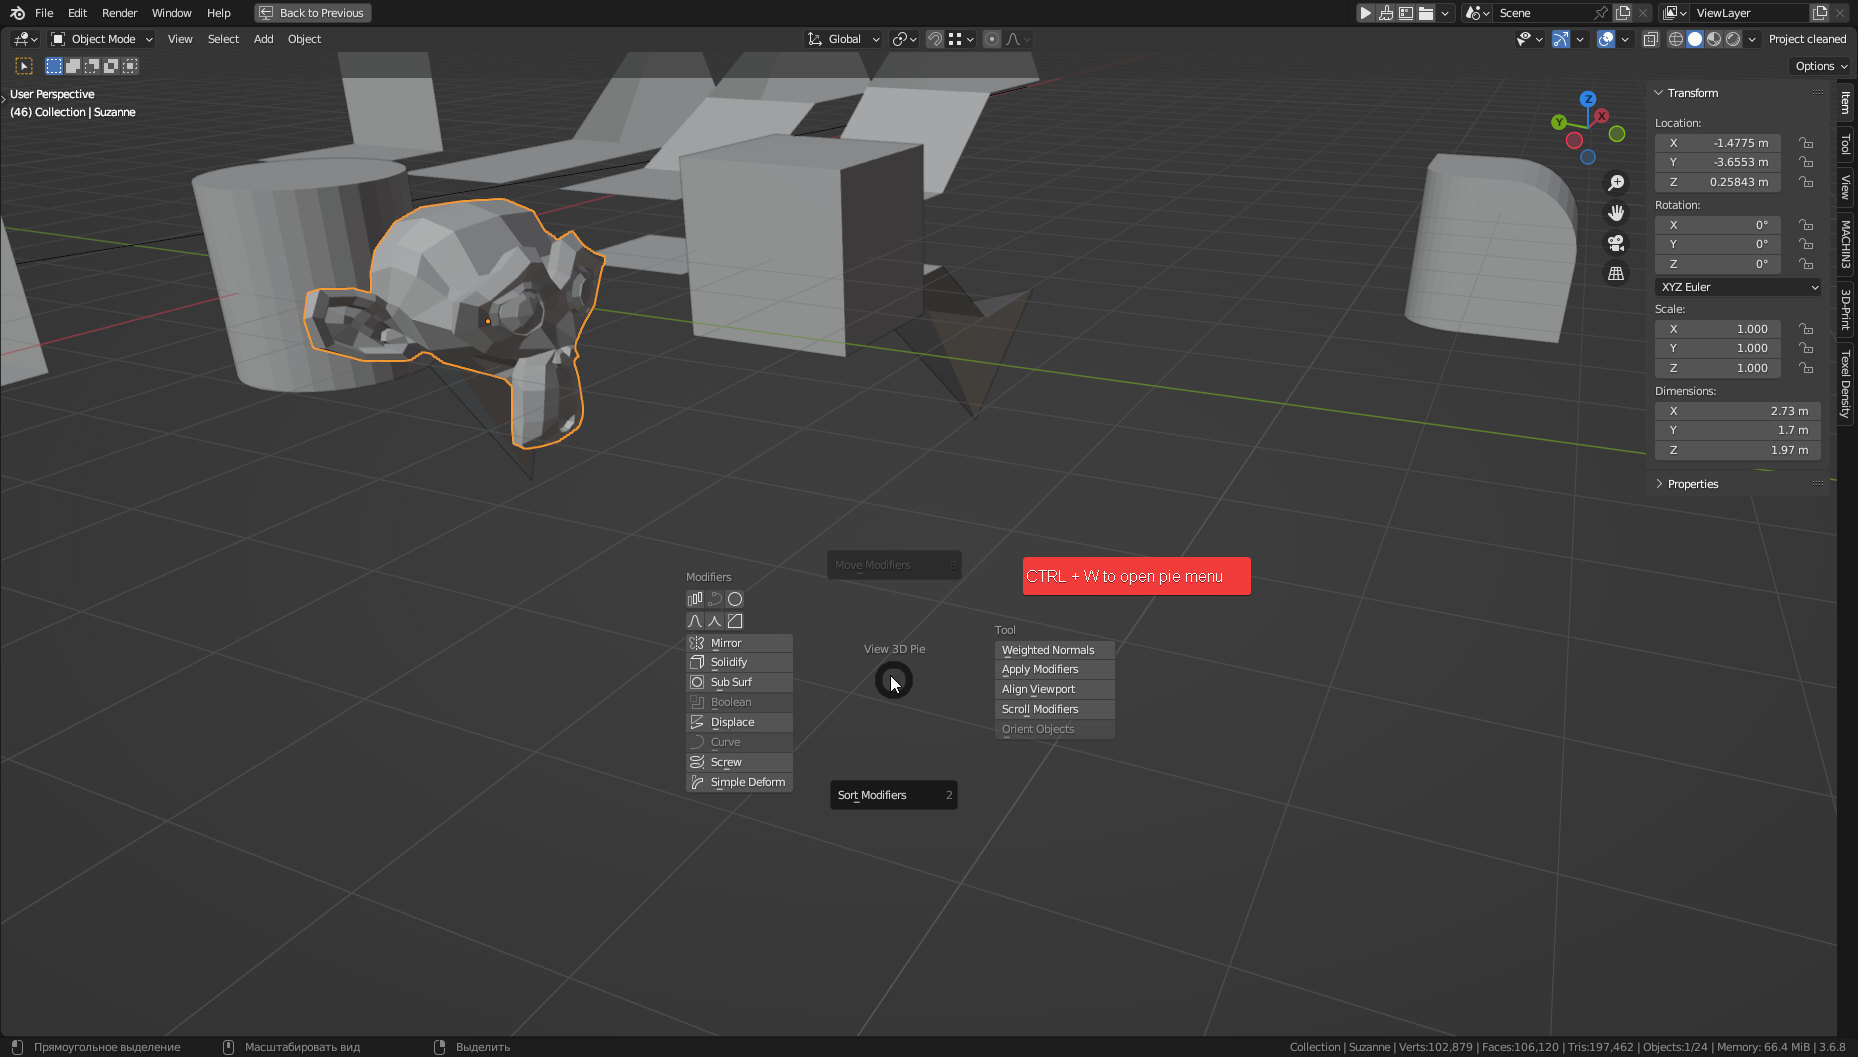 File Edit Render Window Help Back to Previous Scene ViewLayer
Object Mode View Select Add Object Global Project cleaned
Options
User Perspective
(46) Collection | Suzanne
Z
X
Y
Transform
Location:
X -1.4775 m
Y -3.6553 m
Z 0.25843 m
Rotation:
X 0°
Y 0°
Z 0°
XYZ Euler
Scale:
X 1.000
Y 1.000
Z 1.000
Dimensions:
X 2.73 m
Y 1.7 m
Z 1.97 m
Properties
Item
Tool
View
MACHIN3
3D-Print
Texel Density
Move Modifiers 8
CTRL + W to open pie menu
Modifiers
Mirror
Solidify
Sub Surf
Boolean
Displace
Curve
Screw
Simple Deform
View 3D Pie
Tool
Weighted Normals
Apply Modifiers
Align Viewport
Scroll Modifiers
Orient Objects
Sort Modifiers 2
Прямоугольное выделение Масштабировать вид Выделить Collection | Suzanne | Verts:102,879 | Faces:106,120 | Tris:197,462 | Objects:1/24 | Memory: 66.4 MiB | 3.6.8